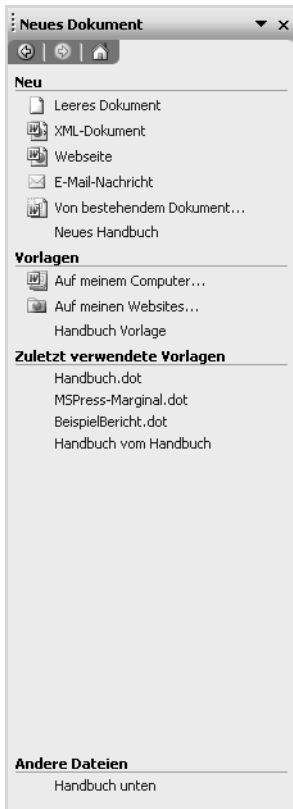 Neues Dokument
Neu
Leeres Dokument
XML-Dokument
Webseite
E-Mail-Nachricht
Von bestehendem Dokument...
Neues Handbuch
Vorlagen
Auf meinem Computer...
Auf meinen Websites...
Handbuch Vorlage
Zuletzt verwendete Vorlagen
Handbuch.dot
MSPress-Marginal.dot
BeispielBericht.dot
Handbuch vom Handbuch
Andere Dateien
Handbuch unten